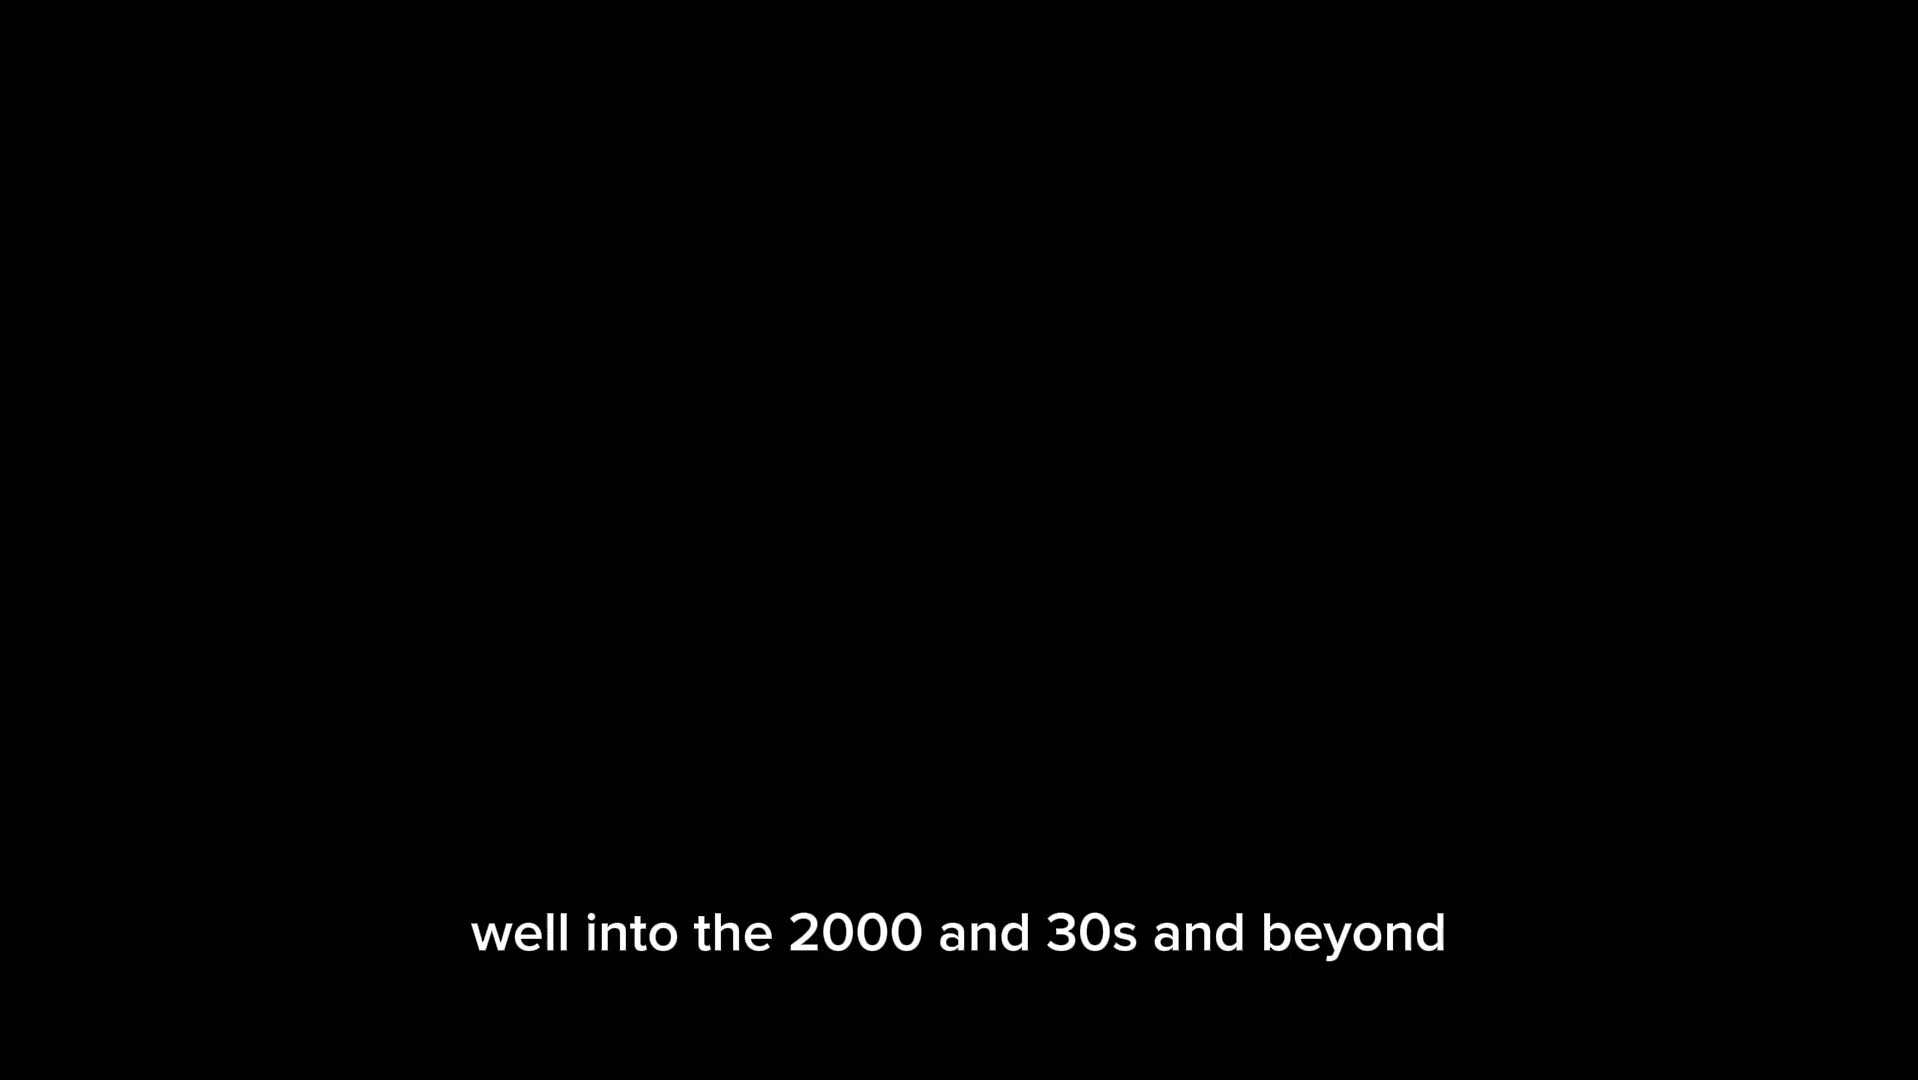 well into the 2000 and 30s and beyond